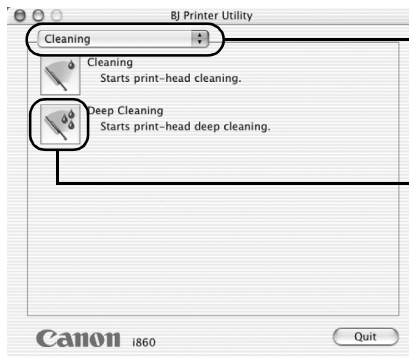 BJ Printer Utility
Cleaning
Cleaning
Starts print-head cleaning.
Deep Cleaning
Starts print-head deep cleaning.
Canon i860
Quit